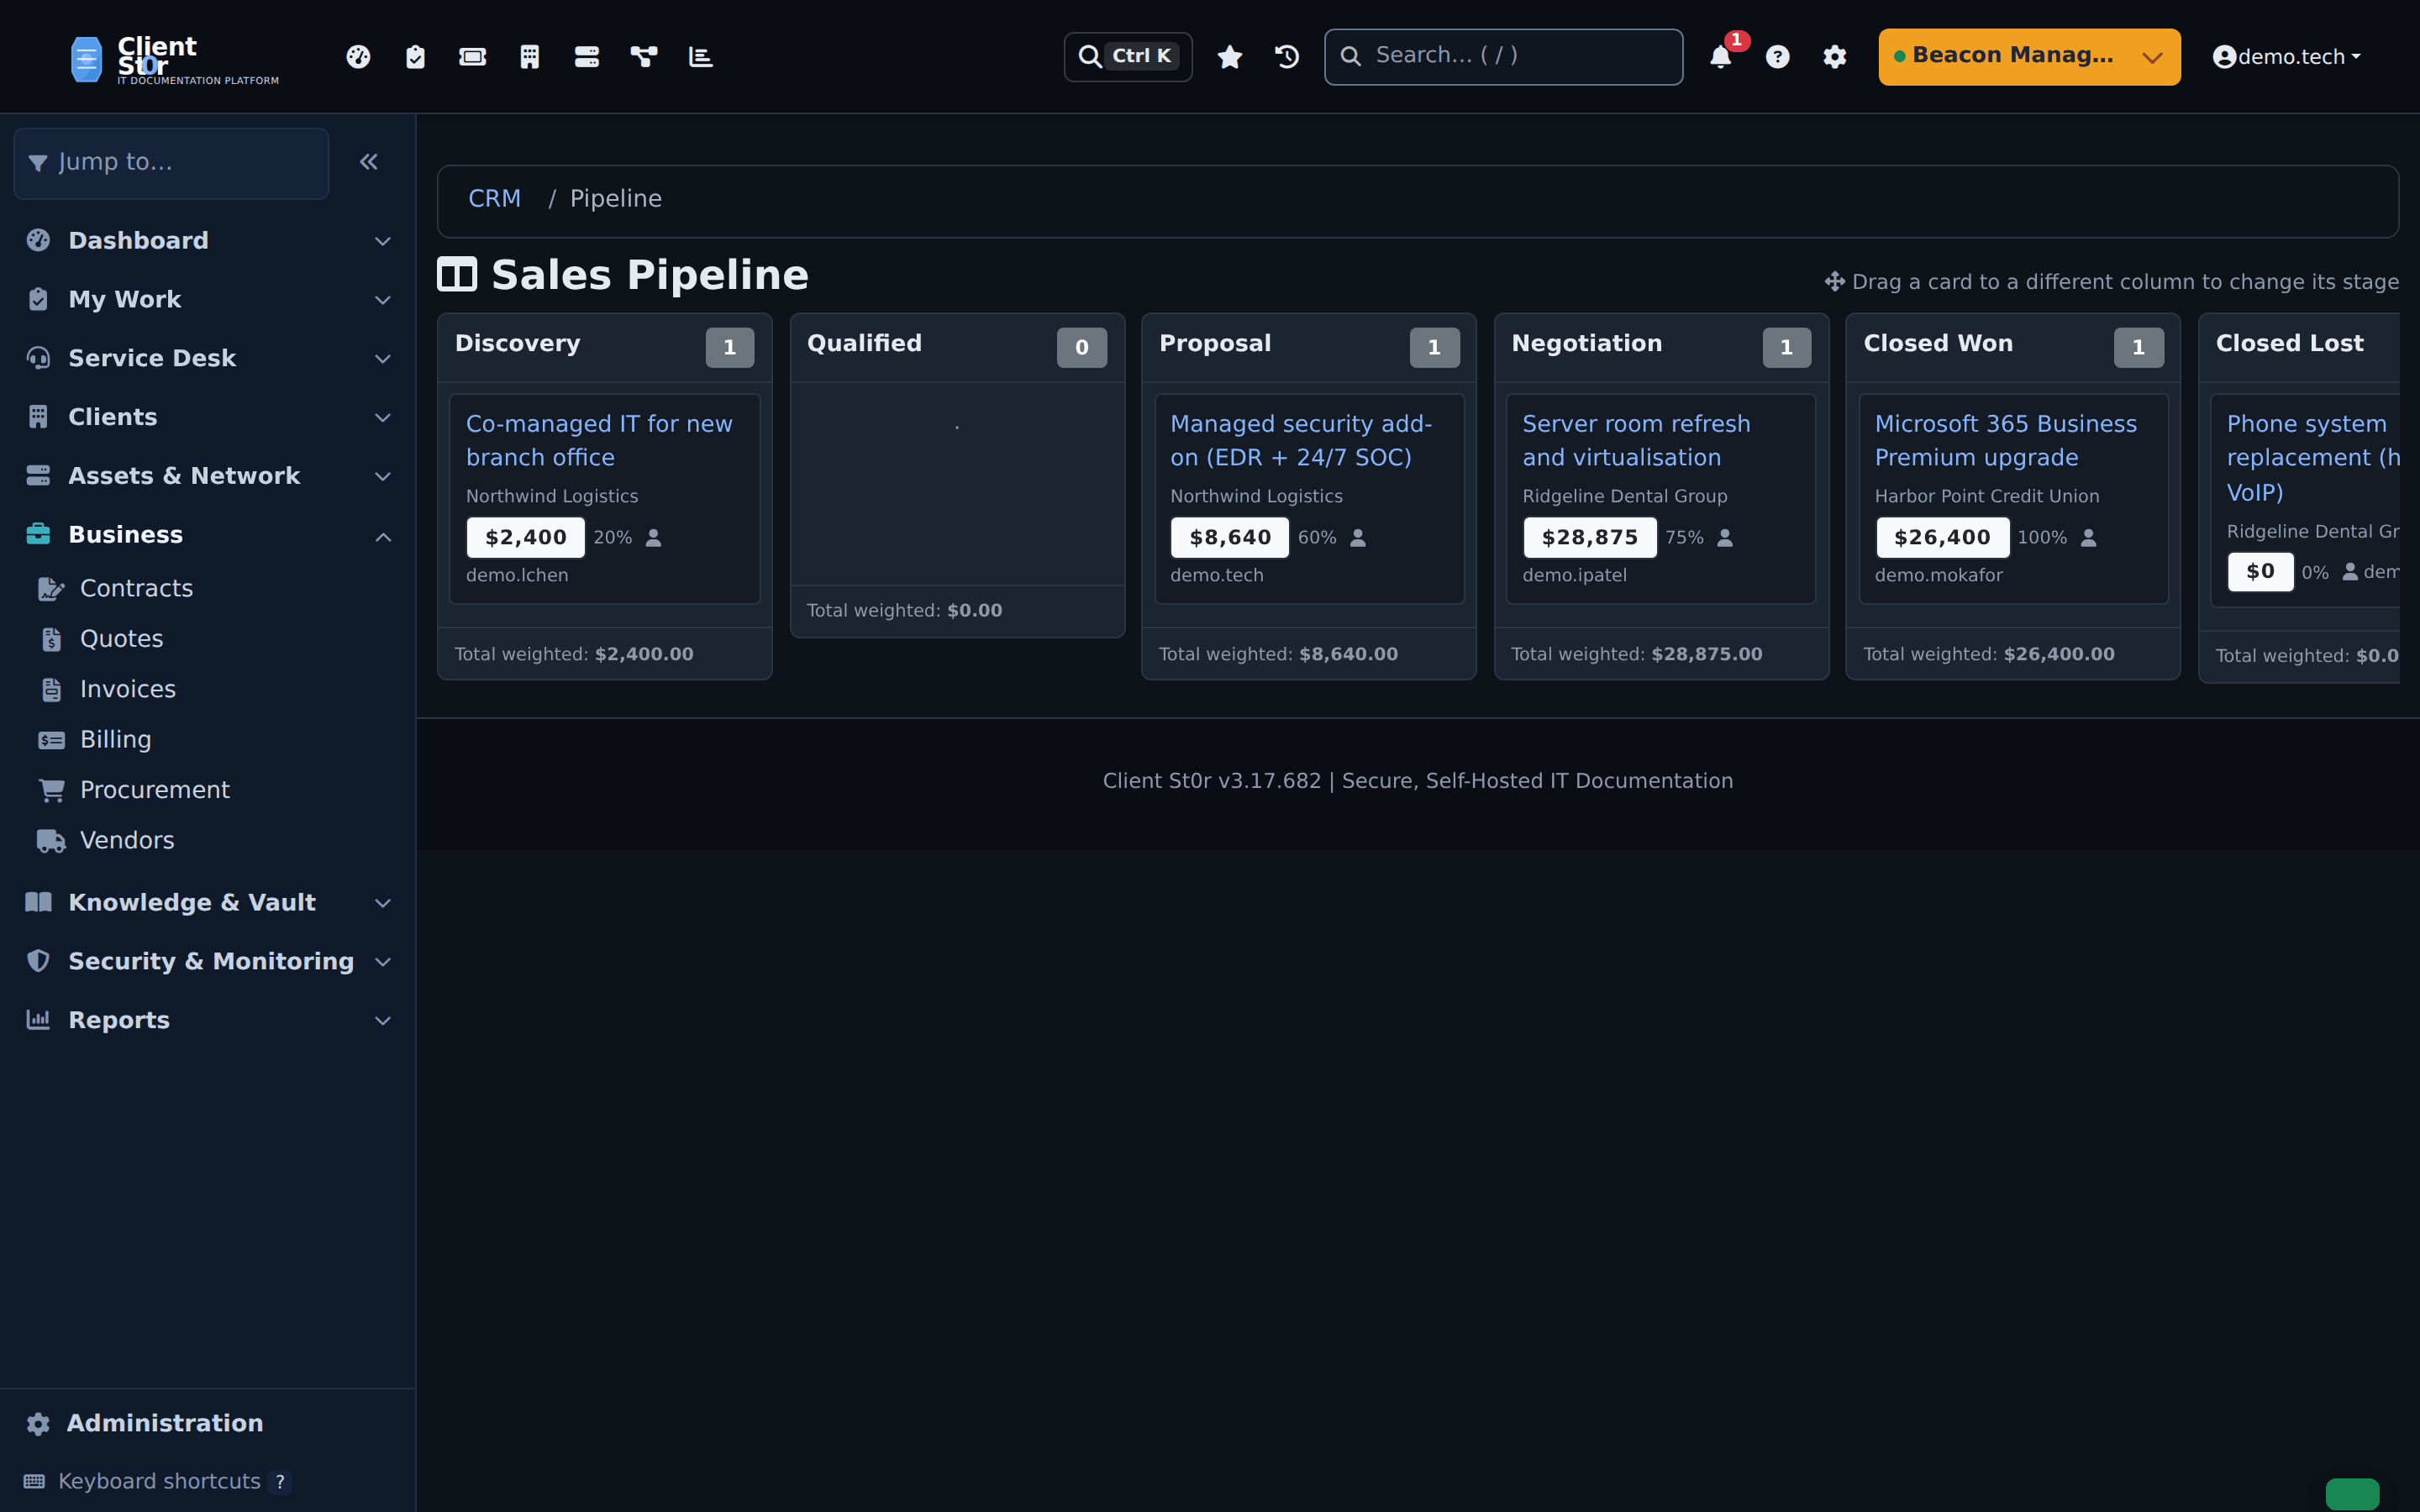 Client
St0r
IT DOCUMENTATION PLATFORM
Ctrl K
Search... ( / )
1
Beacon Manag...
demo.tech
Jump to...
Dashboard
My Work
Service Desk
Clients
Assets & Network
Business
Contracts
Quotes
Invoices
Billing
Procurement
Vendors
Knowledge & Vault
Security & Monitoring
Reports
Administration
Keyboard shortcuts ?
CRM / Pipeline
Sales Pipeline
Drag a card to a different column to change its stage
Discovery 1
Co-managed IT for new
branch office
Northwind Logistics
$2,400 20%
demo.lchen
Total weighted: $2,400.00
Qualified 0
.
Total weighted: $0.00
Proposal 1
Managed security add-
on (EDR + 24/7 SOC)
Northwind Logistics
$8,640 60%
demo.tech
Total weighted: $8,640.00
Negotiation 1
Server room refresh
and virtualisation
Ridgeline Dental Group
$28,875 75%
demo.ipatel
Total weighted: $28,875.00
Closed Won 1
Microsoft 365 Business
Premium upgrade
Harbor Point Credit Union
$26,400 100%
demo.mokafor
Total weighted: $26,400.00
Closed Lost
Phone system
replacement (h
VoIP)
Ridgeline Dental Gr
$0 0% dem
Total weighted: $0.0
Client St0r v3.17.682 | Secure, Self-Hosted IT Documentation